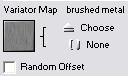 Variator Map brushed metal
Choose
None
Random Offset